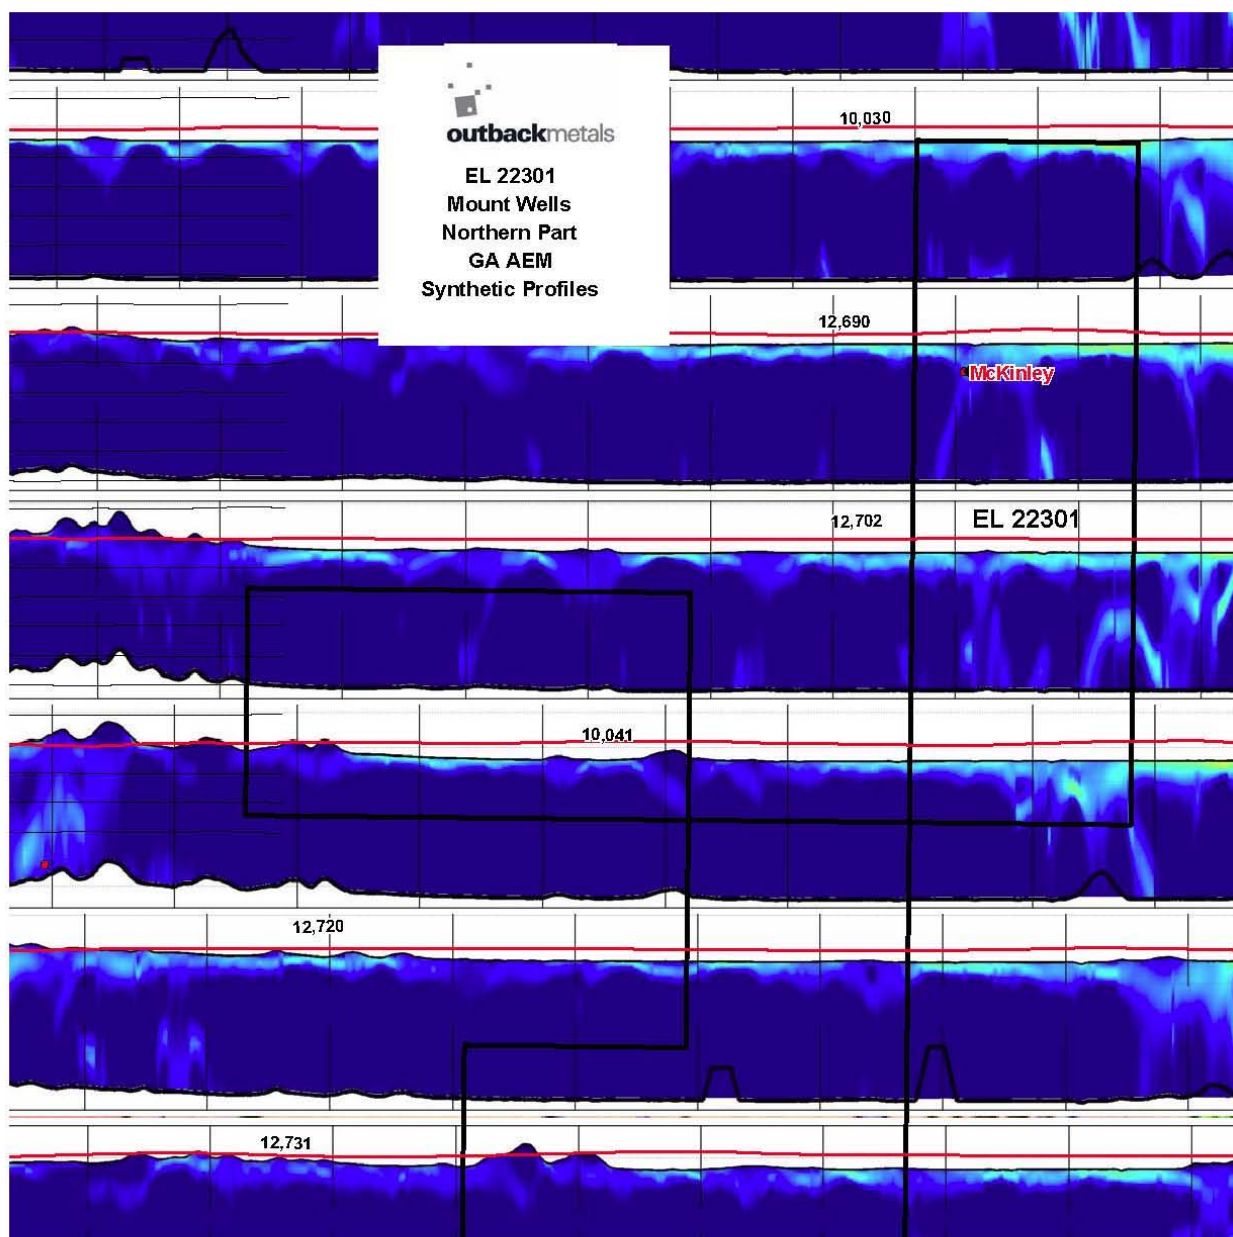 10,030
outbackmetals
EL 22301
Mount Wells
Northern Part
GA AEM
Synthetic Profiles
12,690
McKinley
12,702
EL 22301
10,041
12,720
12,731